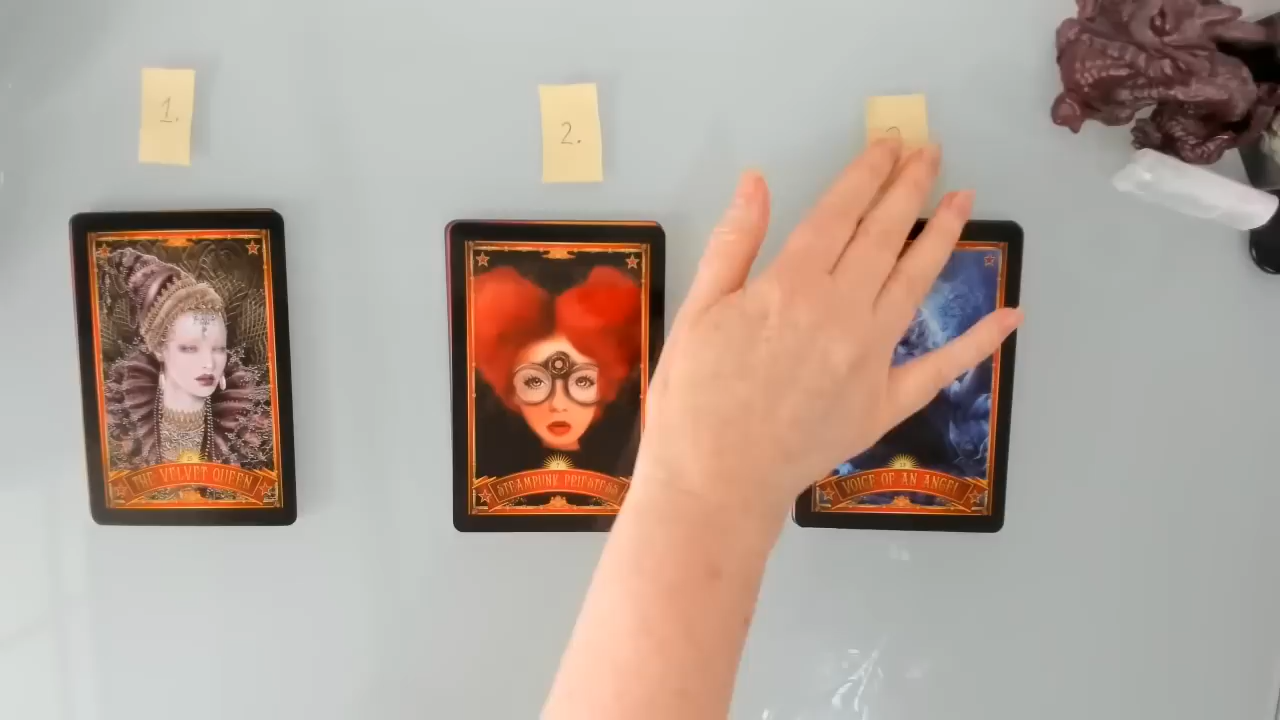 1.
2.
THE VELVET QUEEN
STEAMPUNK PRIESTESS
VOICE OF AN ANGEL